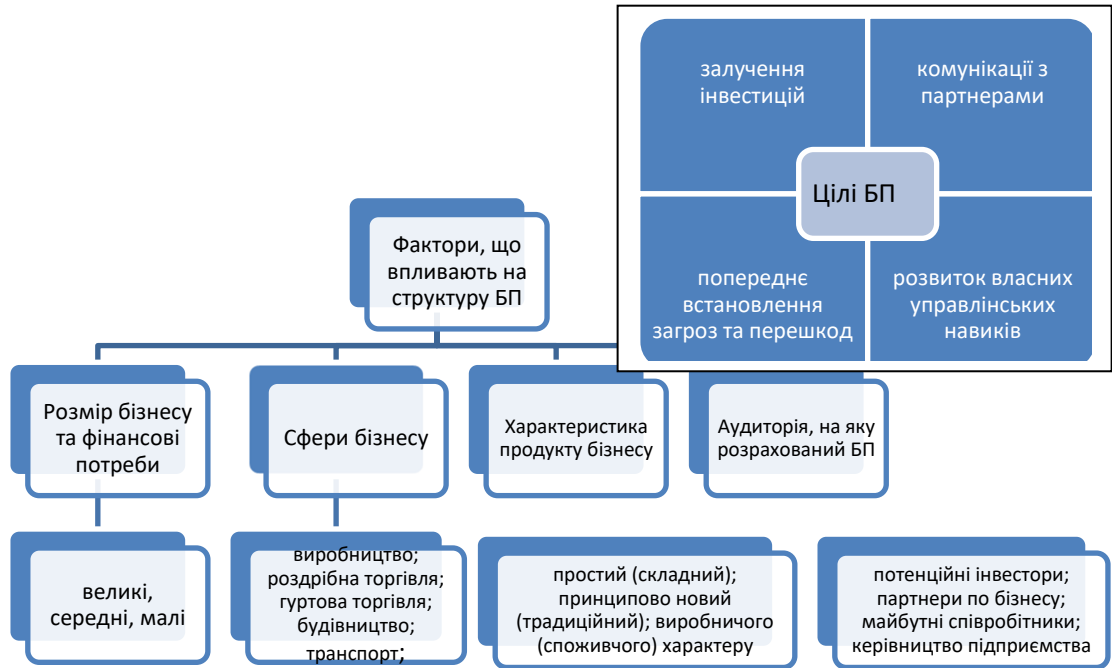 залучення
інвестицій
комунікації з
партнерами
Цілі БП
попереднє
встановлення
загроз та перешкод
розвиток власних
управлінських
навиків
Фактори, що
впливають на
структуру БП
Розмір бізнесу
та фінансові
потреби
Сфери бізнесу
Характеристика
продукту бізнесу
Аудиторія, на яку
розрахований БП
великі,
середні, малі
виробництво;
роздрібна торгівля;
гуртова торгівля;
будівництво;
транспорт;
простий (складний);
принципово новий
(традиційний); виробничого
(споживчого) характеру
потенційні інвестори;
партнери по бізнесу;
майбутні співробітники;
керівництво підприємства